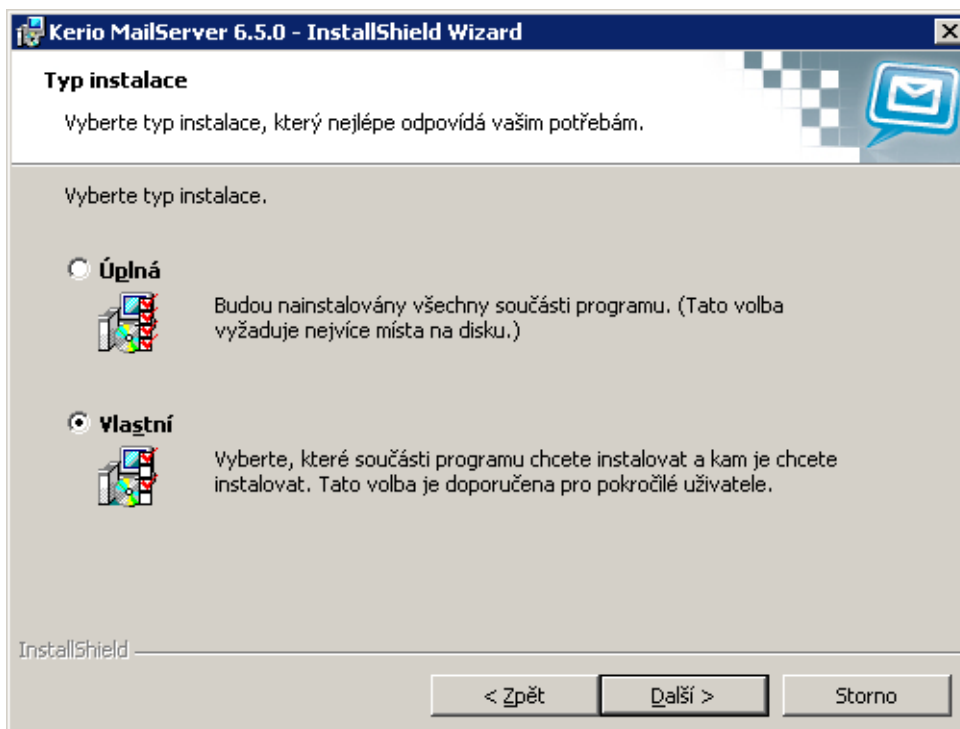 Kerio MailServer 6.5.0 - InstallShield Wizard
Typ instalace
Vyberte typ instalace, který nejlépe odpovídá vašim potřebám.
Vyberte typ instalace.
Úplná
Budou nainstalovány všechny součásti programu. (Tato volba
vyžaduje nejvíce místa na disku.)
Vlastní
Vyberte, které součásti programu chcete instalovat a kam je chcete
instalovat. Tato volba je doporučena pro pokročilé uživatele.
InstallShield
< Zpět
Další >
Storno